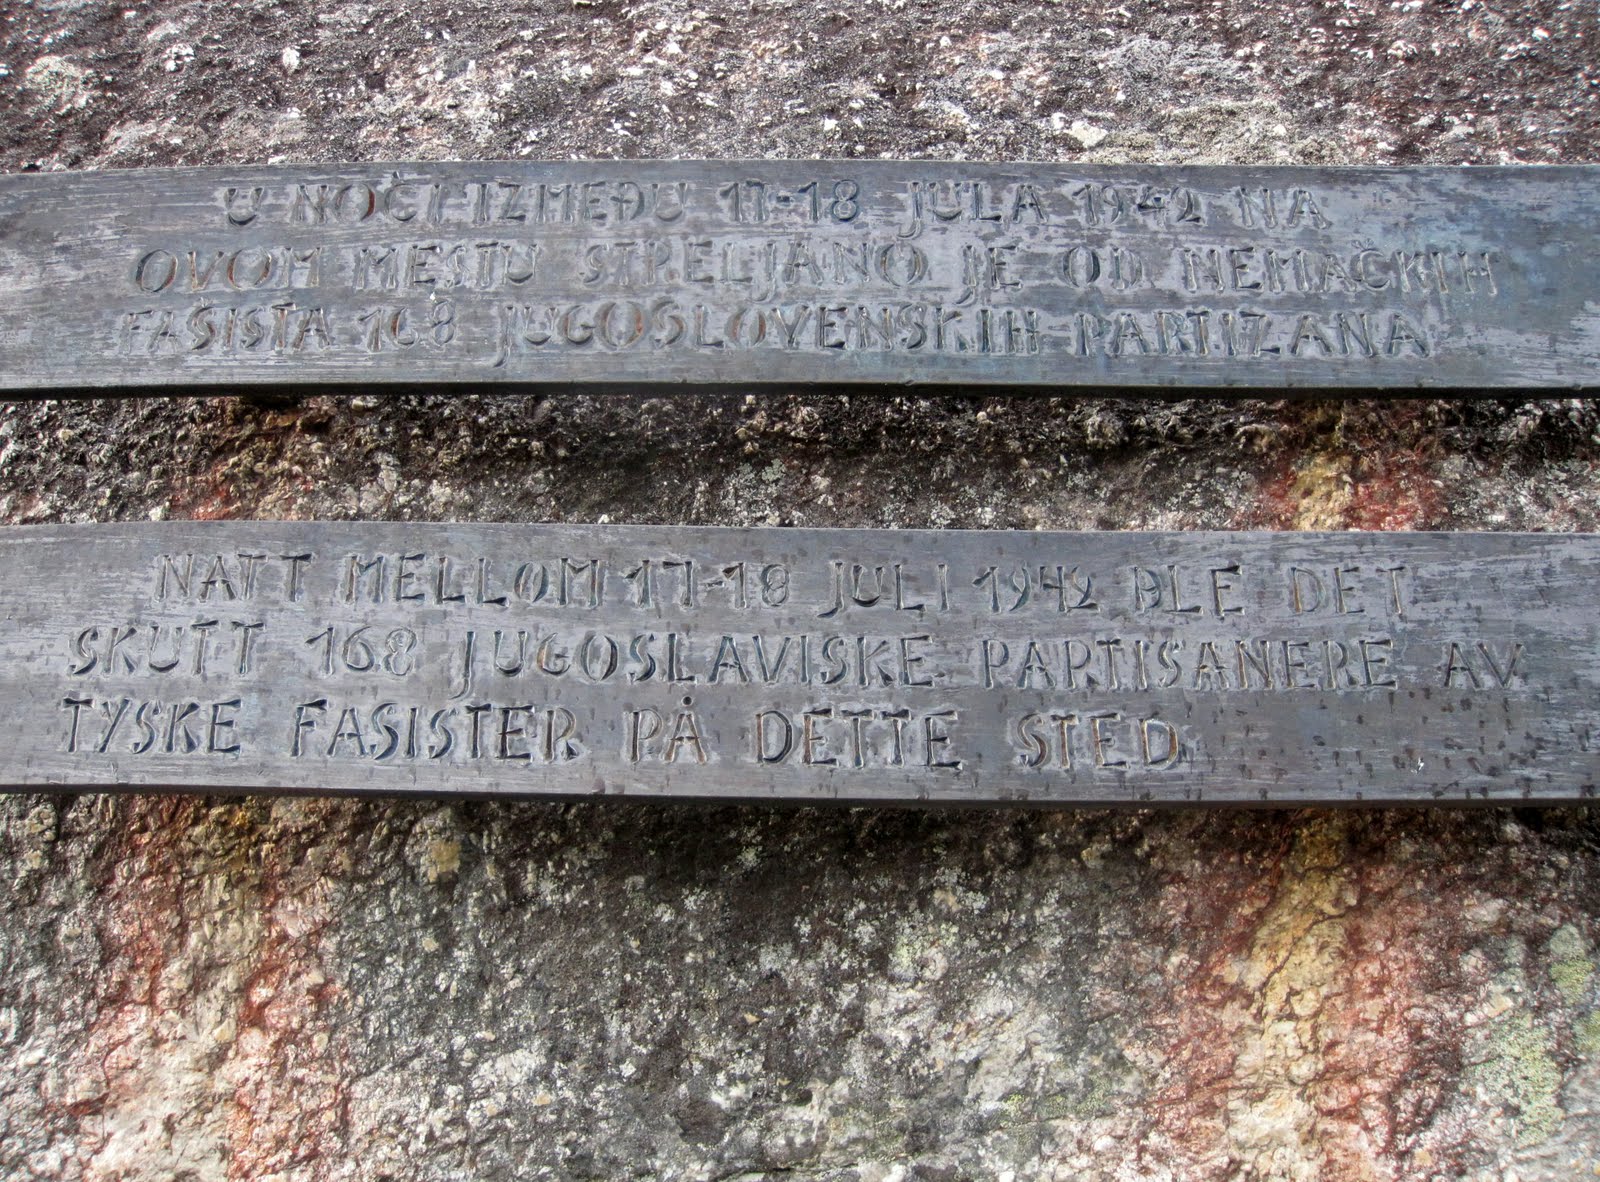 U NOĆI IZMEĐU 17-18 JULA 1942 NA
OVOM MESTU STRELJANO JE OD NEMAČKIH
FAŠISTA 168 JUGOSLOVENSKIH PARTIZANA
NATT MELLOM 17-18 JULI 1942 BLE DET
SKUTT 168 JUGOSLAVISKE PARTISANERE AV
TYSKE FASISTER PÅ DETTE STED